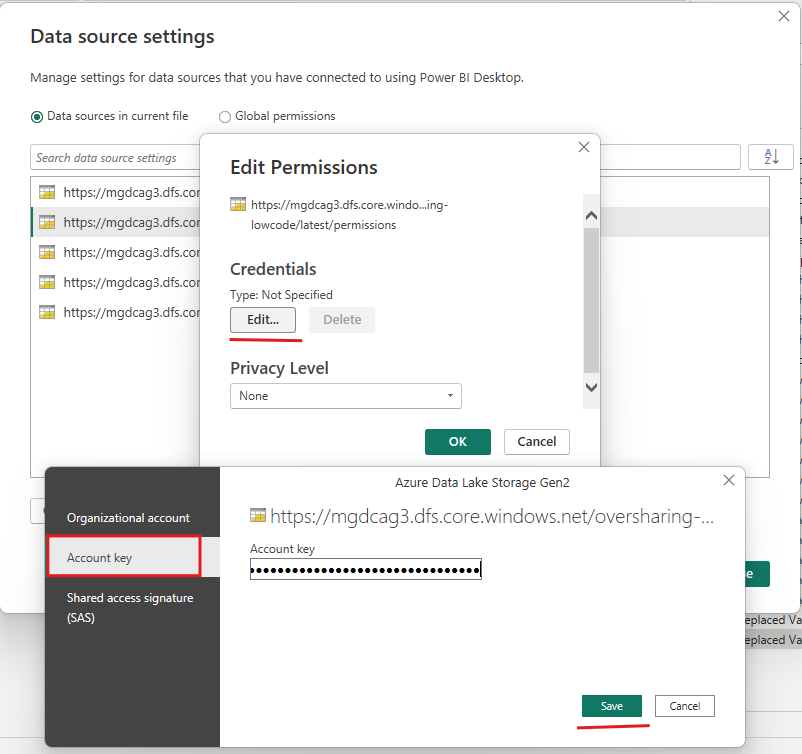 Data source settings
Manage settings for data sources that you have connected to using Power BI Desktop.
Data sources in current file
Global permissions
Search data source settings
https://mgdcag3.dfs.cor
https://mgdcag3.dfs.cor
https://mgdcag3.dfs.cor
https://mgdcag3.dfs.cor
https://mgdcag3.dfs.cor
Edit Permissions
https://mgdcag3.dfs.core.windo...ing-
lowcode/latest/permissions
Credentials
Type: Not Specified
Edit...
Delete
Privacy Level
None
OK
Cancel
Azure Data Lake Storage Gen2
Organizational account
Account key
Shared access signature
(SAS)
https://mgdcag3.dfs.core.windows.net/oversharing-...
Account key
Save
Cancel
eplaced Va
eplaced Va